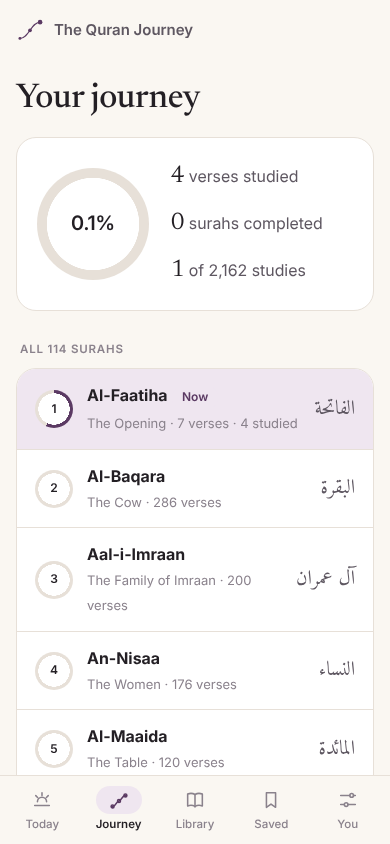 The Quran Journey
Your journey
0.1%
4 verses studied
0 surahs completed
1 of 2,162 studies
ALL 114 SURAHS
1
Al-Faatiha Now
The Opening · 7 verses · 4 studied
الفاتحة
2
Al-Baqara
The Cow · 286 verses
البقرة
3
Aal-i-Imraan
The Family of Imraan · 200
verses
آل عمران
4
An-Nisaa
The Women · 176 verses
النساء
5
Al-Maaida
The Table · 120 verses
المائدة
Today
Journey
Library
Saved
You